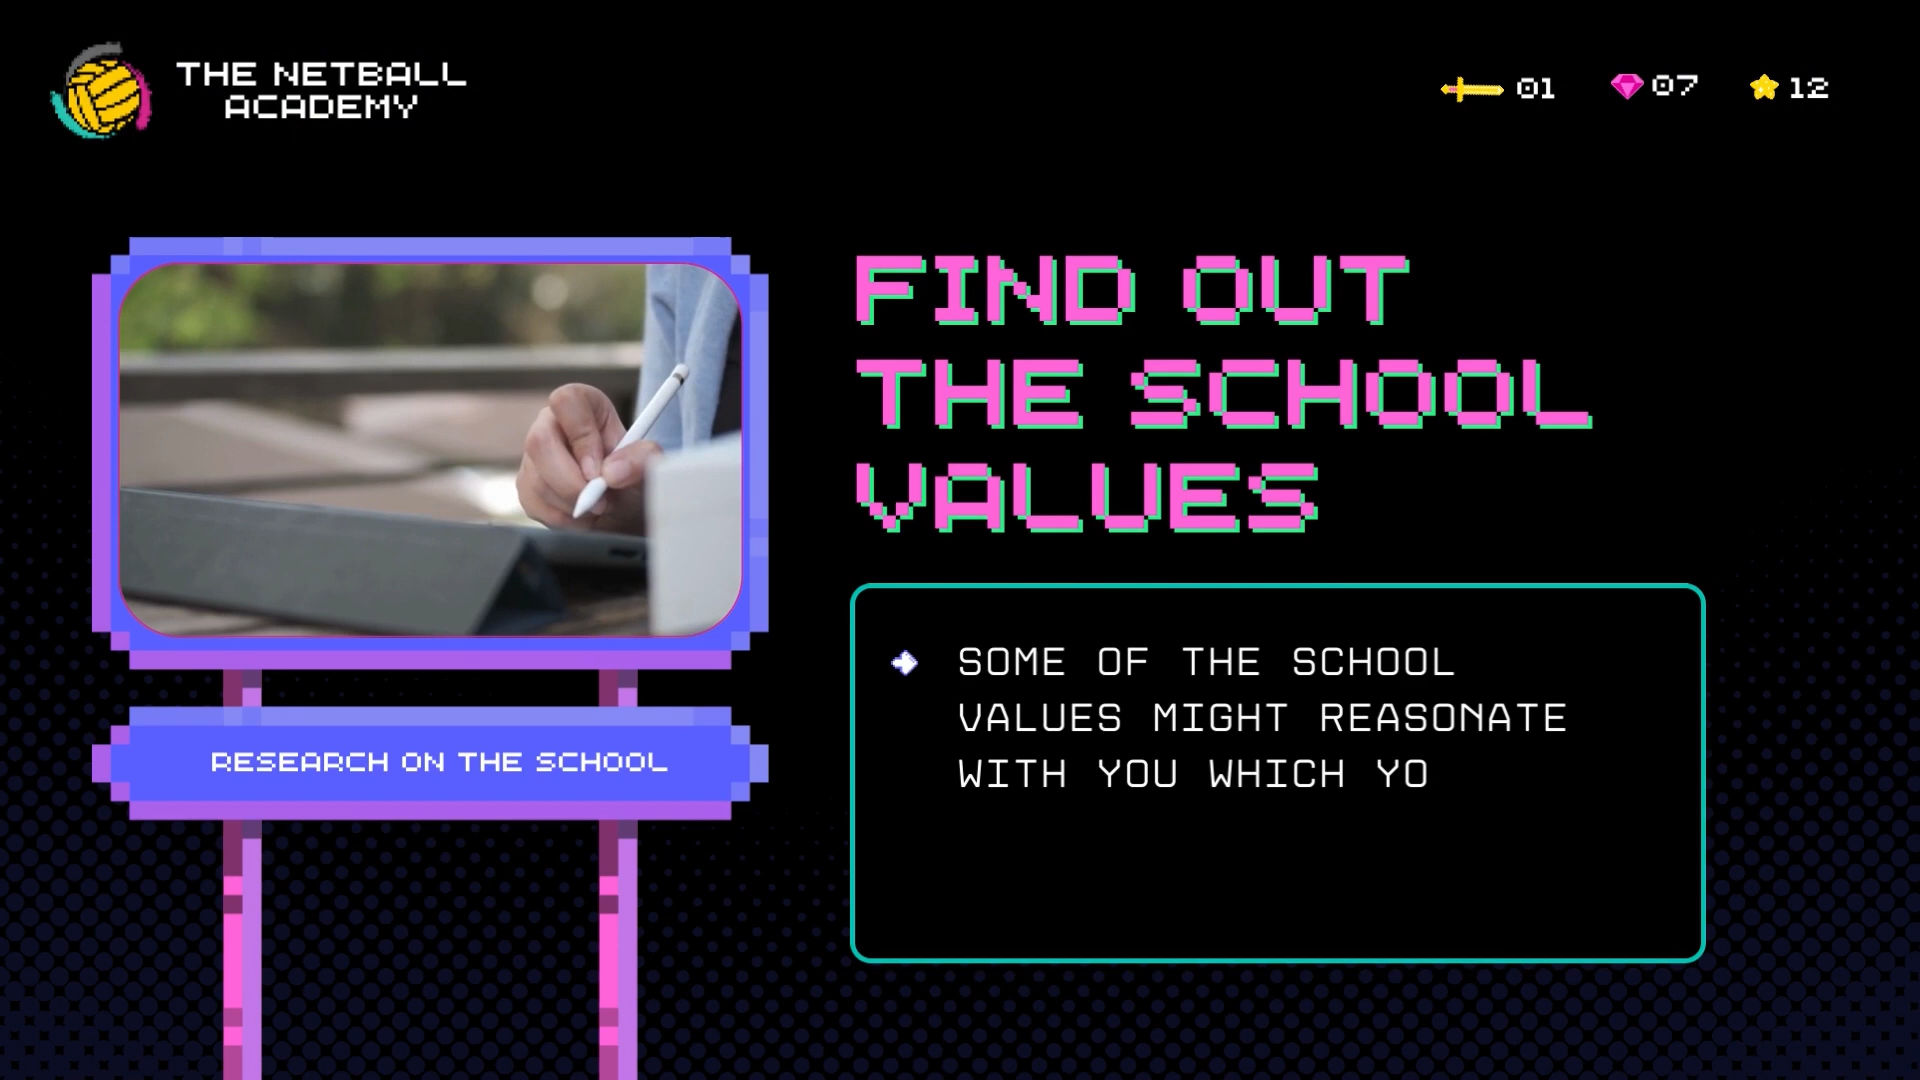 THE NETBALL
ACADEMY
01
07
12
FIND OUT
THE SCHOOL
VALUES
SOME OF THE SCHOOL
VALUES MIGHT REASONATE
WITH YOU WHICH YO
RESEARCH ON THE SCHOOL